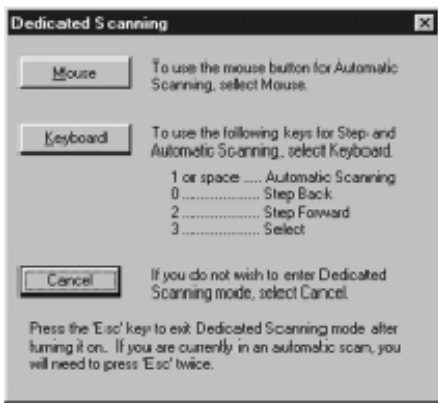 Dedicated Scanning
Mouse
To use the mouse button for Automatic
Scanning, select Mouse.
Keyboard
To use the following keys for Step- and
Automatic Scanning, select Keyboard.
1 or space ..... Automatic Scanning
0 ................... Step Back
2 ................... Step Forward
3 ................... Select
Cancel
If you do not wish to enter Dedicated
Scanning mode, select Cancel.
Press the 'Esc' key to exit Dedicated Scanning mode after
turning it on. If you are currently in an automatic scan, you
will need to press 'Esc' twice.